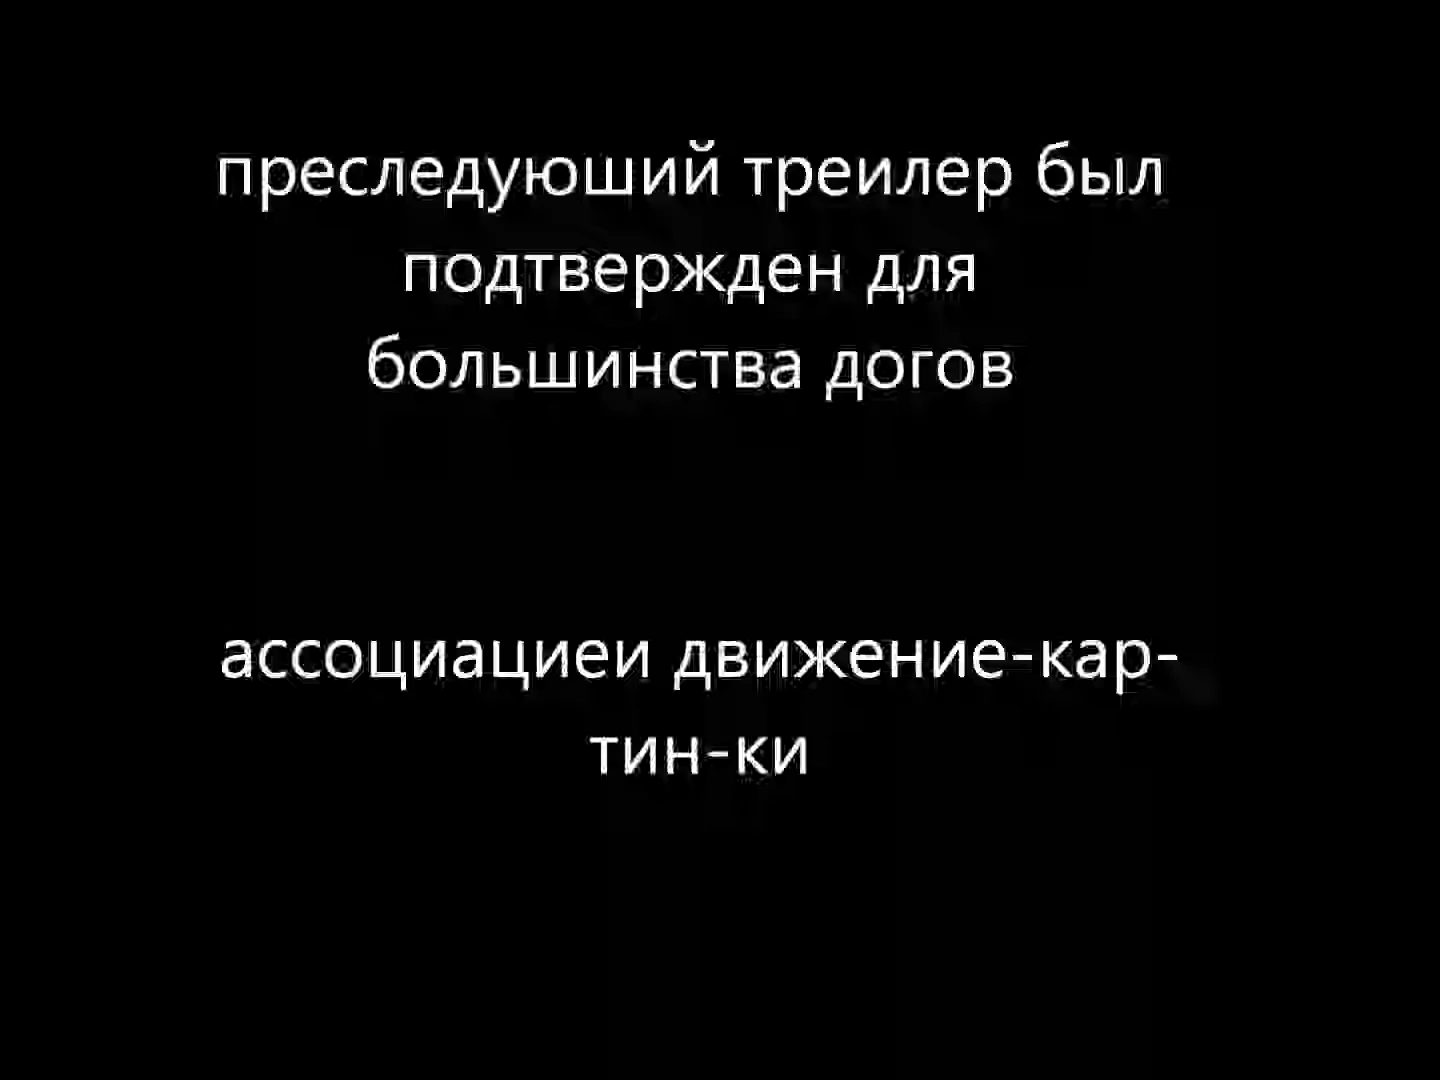 преследуюший треилер был
подтвержден для
большинства догов
ассоциациеи движение-кар-
тин-ки